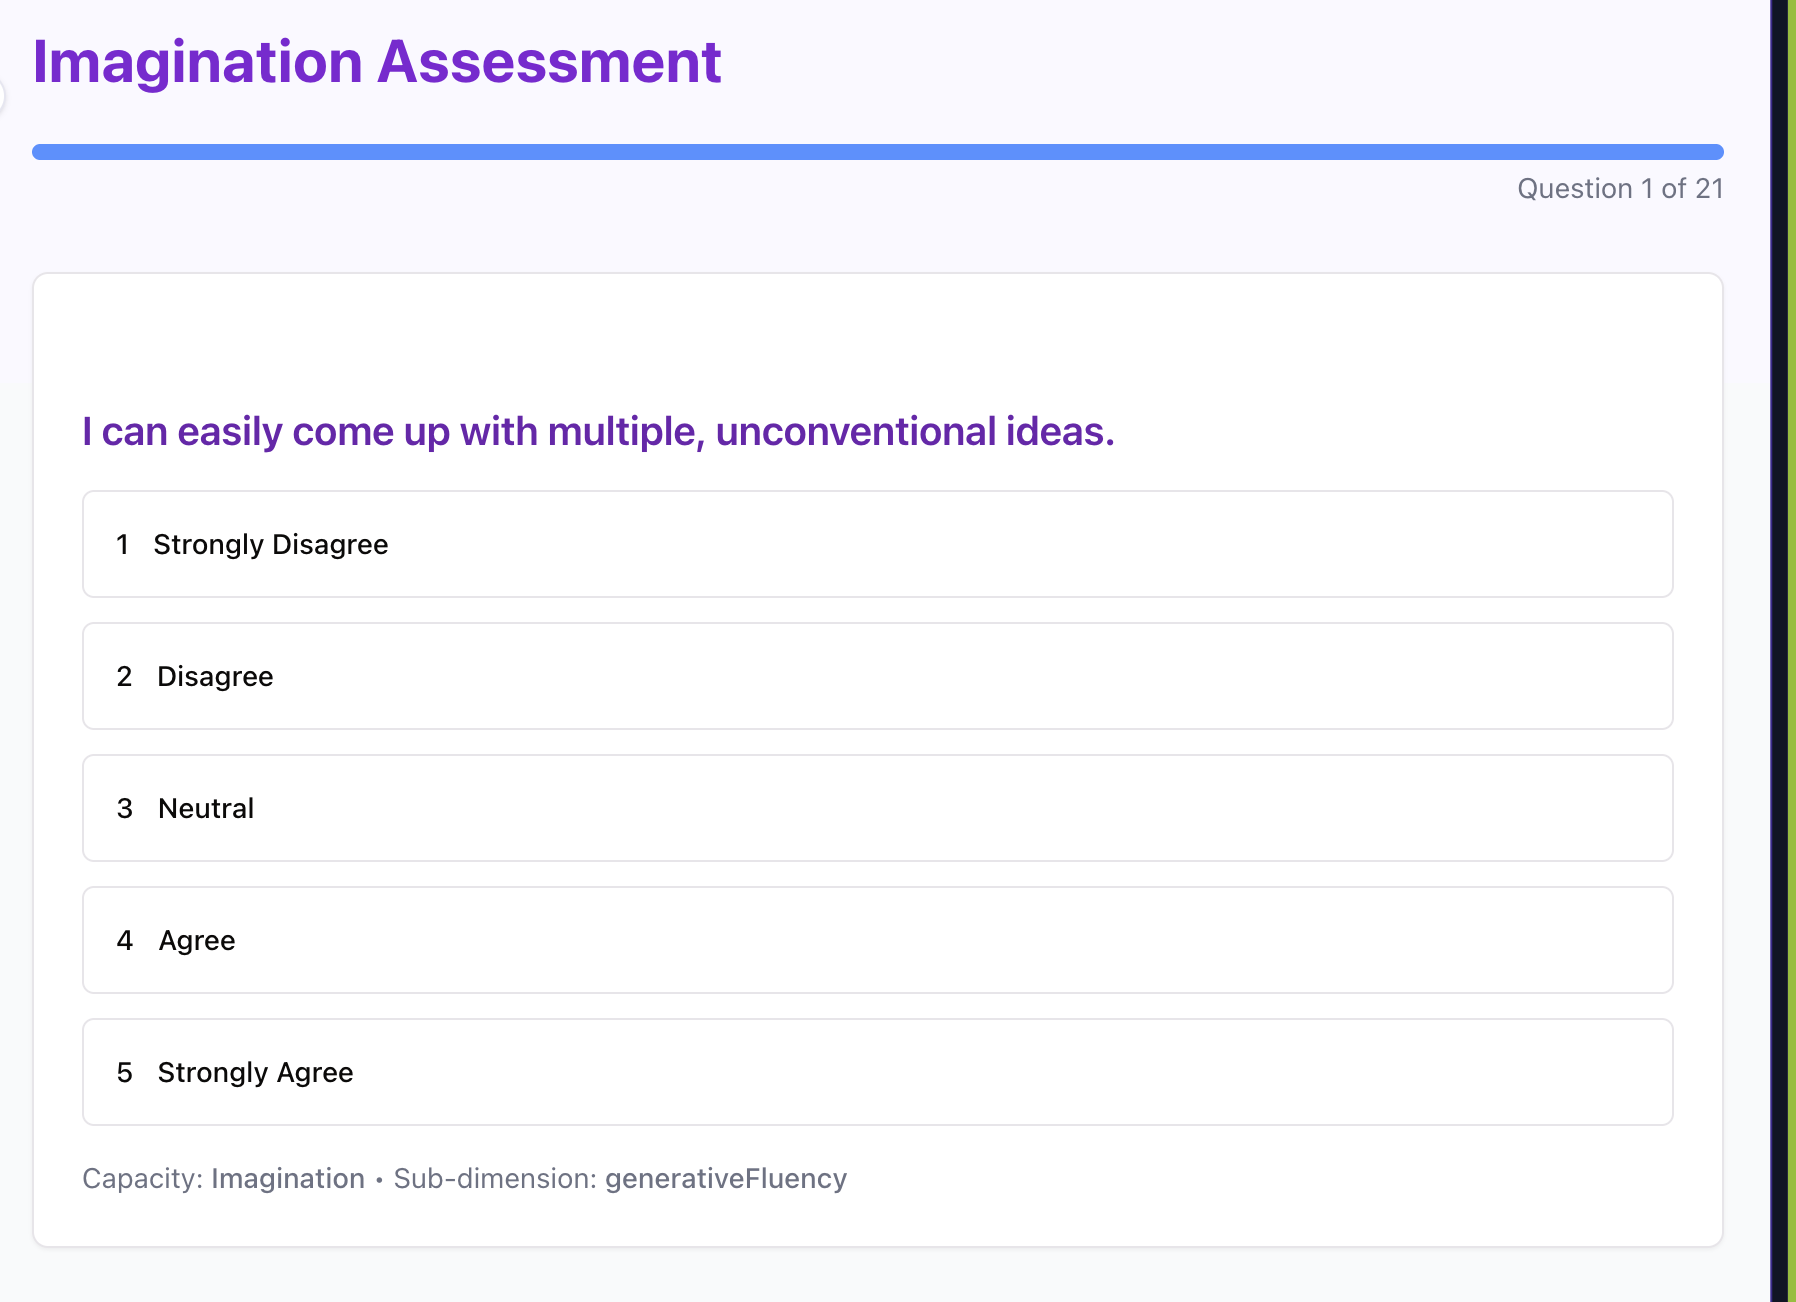 Imagination Assessment
Question 1 of 21
I can easily come up with multiple, unconventional ideas.
1 Strongly Disagree
2 Disagree
3 Neutral
4 Agree
5 Strongly Agree
Capacity: Imagination • Sub-dimension: generativeFluency